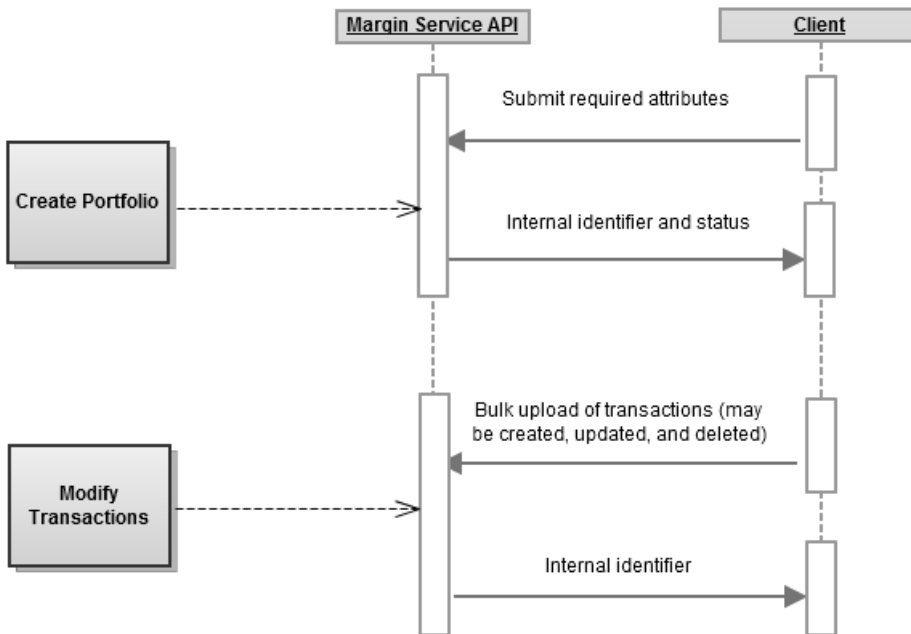 Margin Service API
Client
Submit required attributes
Create Portfolio
Internal identifier and status
Bulk upload of transactions (may
be created, updated, and deleted)
Modify
Transactions
Internal identifier